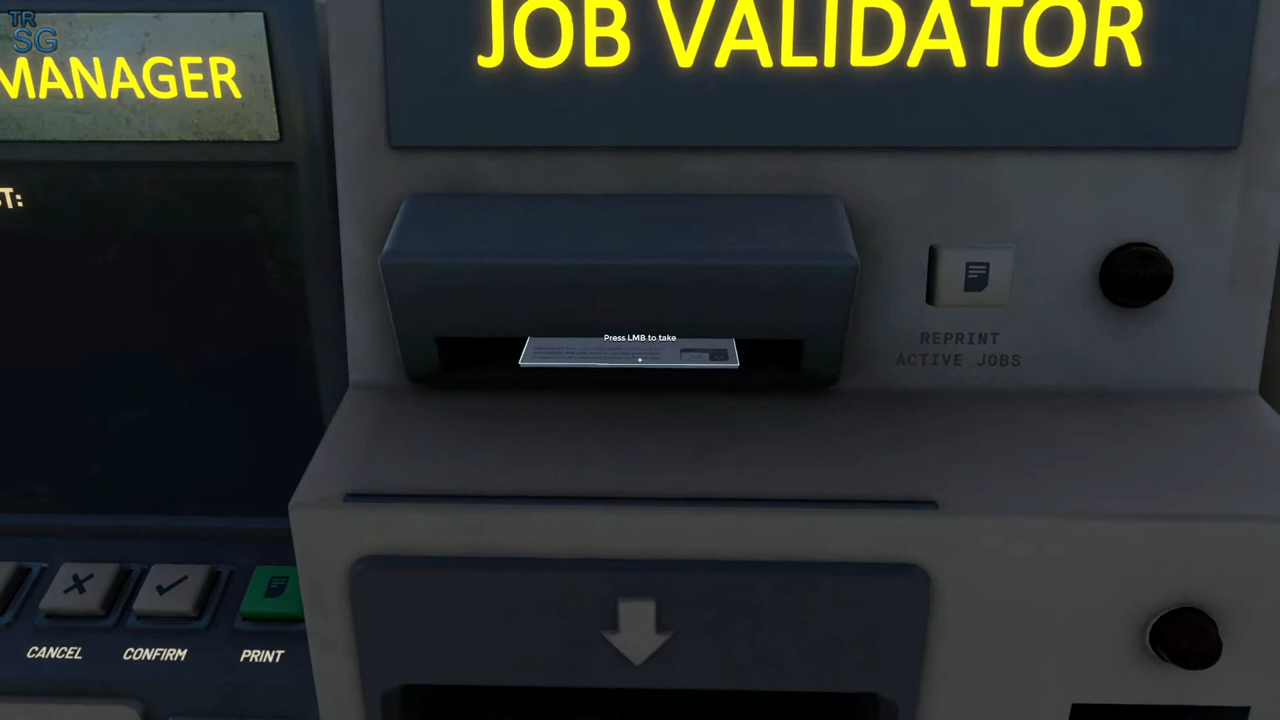 TR
SG
MANAGER
JOB VALIDATOR
T:
Press LMB to take
REPRINT
ACTIVE JOBS
CANCEL
CONFIRM
PRINT